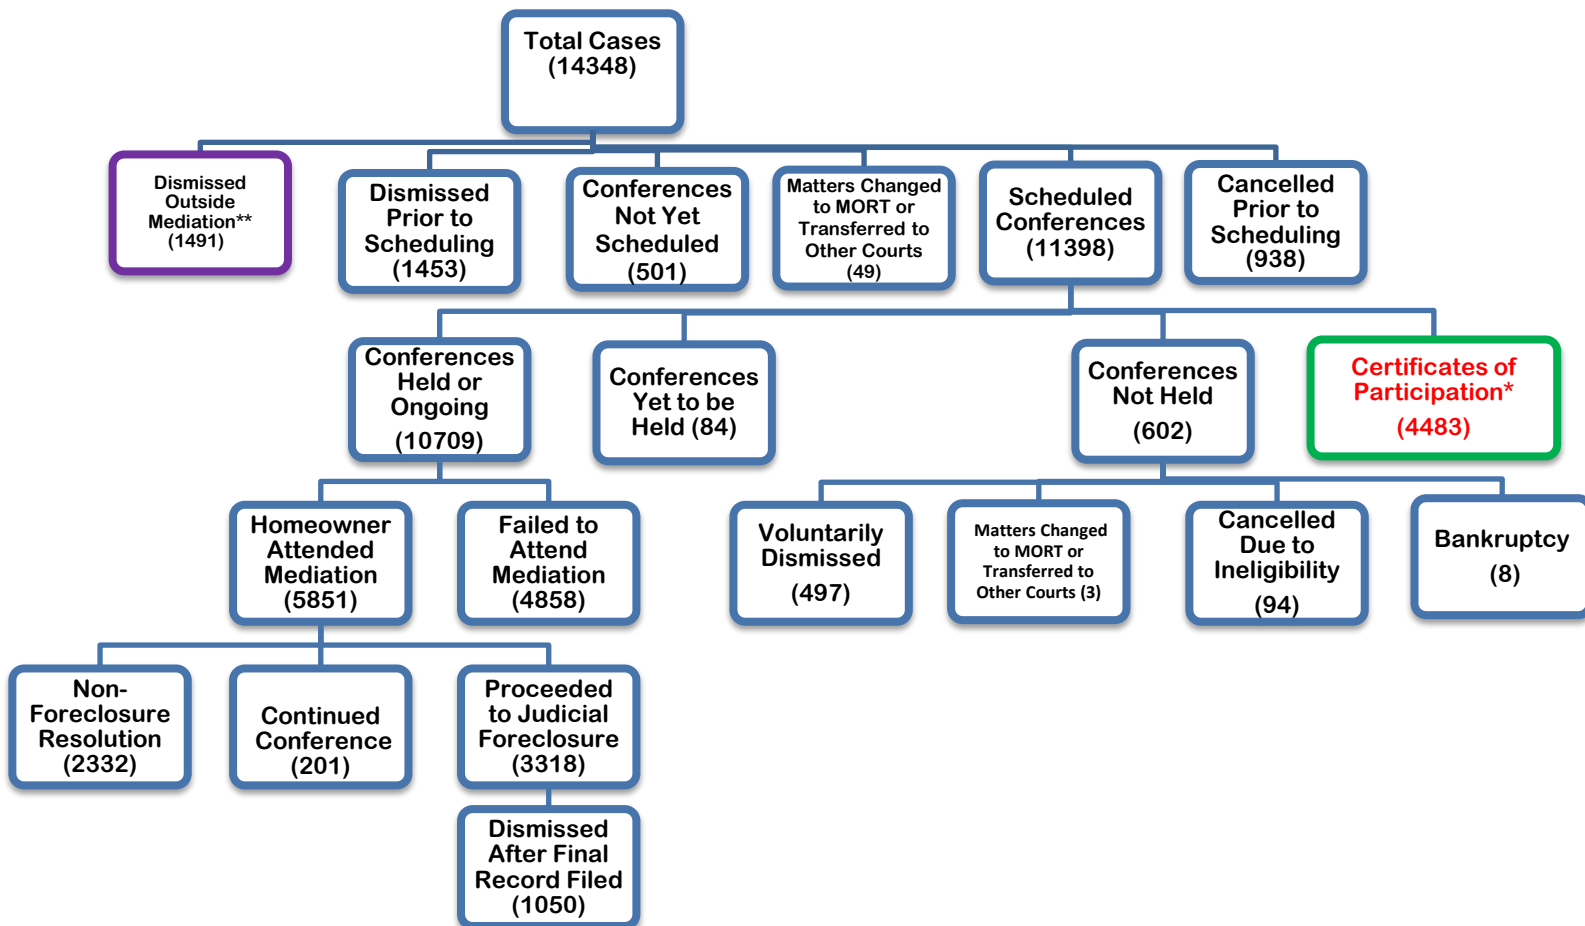 Total Cases
(14348)
Dismissed
Outside
Mediation**
(1491)
Dismissed
Prior to
Scheduling
(1453)
Conferences
Not Yet
Scheduled
(501)
Matters Changed
to MORT or
Transferred to
Other Courts
(49)
Scheduled
Conferences
(11398)
Cancelled
Prior to
Scheduling
(938)
Conferences
Held or
Ongoing
(10709)
Conferences
Yet to be
Held (84)
Conferences
Not Held
(602)
Certificates of
Participation*
(4483)
Homeowner
Attended
Mediation
(5851)
Failed to
Attend
Mediation
(4858)
Voluntarily
Dismissed
(497)
Matters Changed
to MORT or
Transferred to
Other Courts (3)
Cancelled
Due to
Ineligibility
(94)
Bankruptcy
(8)
Non-
Foreclosure
Resolution
(2332)
Continued
Conference
(201)
Proceeded
to Judicial
Foreclosure
(3318)
Dismissed
After Final
Record Filed
(1050)